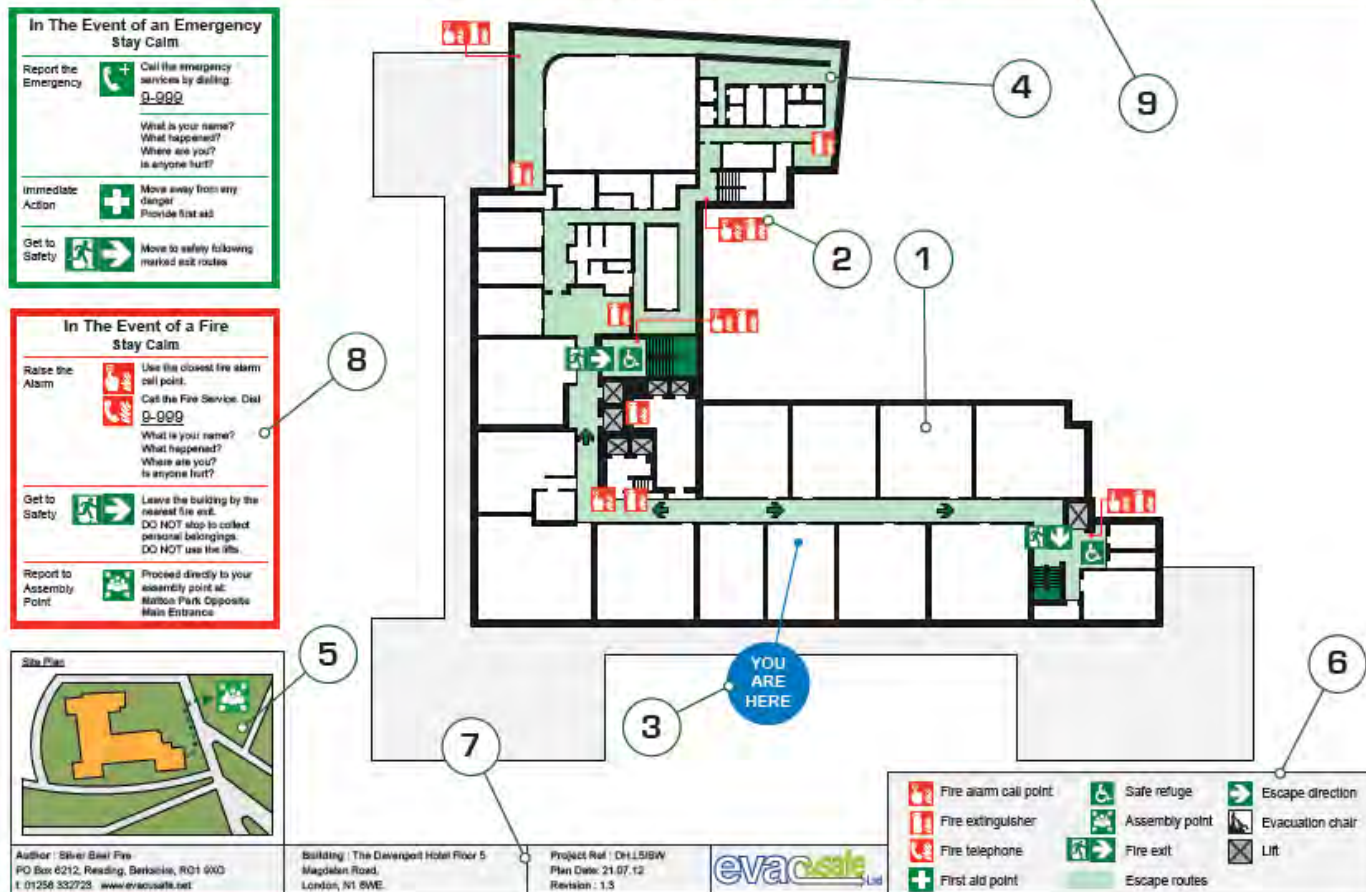 In The Event of an Emergency
Stay Calm
Report the
Emergency
Call the emergency
services by dialling:
9-999
What is your name?
What happened?
Where are you?
Is anyone hurt?
Immediate
Action
Move away from any
danger
Provide first aid
Get to
Safety
Move to safety following
marked exit routes
In The Event of a Fire
Stay Calm
Raise the
Alarm
Use the closest fire alarm
call point.
Call the Fire Service. Dial
9-999
What is your name?
What happened?
Where are you?
Is anyone hurt?
Get to
Safety
Leave the building by the
nearest fire exit.
DO NOT stop to collect
personal belongings.
DO NOT use the lifts.
Report to
Assembly
Point
Proceed directly to your
assembly point at:
Malton Park Opposite
Main Entrance
Site Plan
4
9
2
1
8
5
3
7
6
YOU
ARE
HERE
Fire alarm call point
Fire extinguisher
Fire telephone
First aid point
Safe refuge
Assembly point
Fire exit
Escape routes
Escape direction
Evacuation chair
Lift
Author : Silver Bear Fire
PO Box 6212, Reading, Berkshire, RG1 9XG
t: 01256 332723 www.evacusafe.net
Building : The Davenport Hotel Floor 5
Magdalen Road,
London, N1 8WE.
Project Ref : DH.L5/BW
Plan Date: 21.07.12
Revision : 1.3
evacusafe Ltd